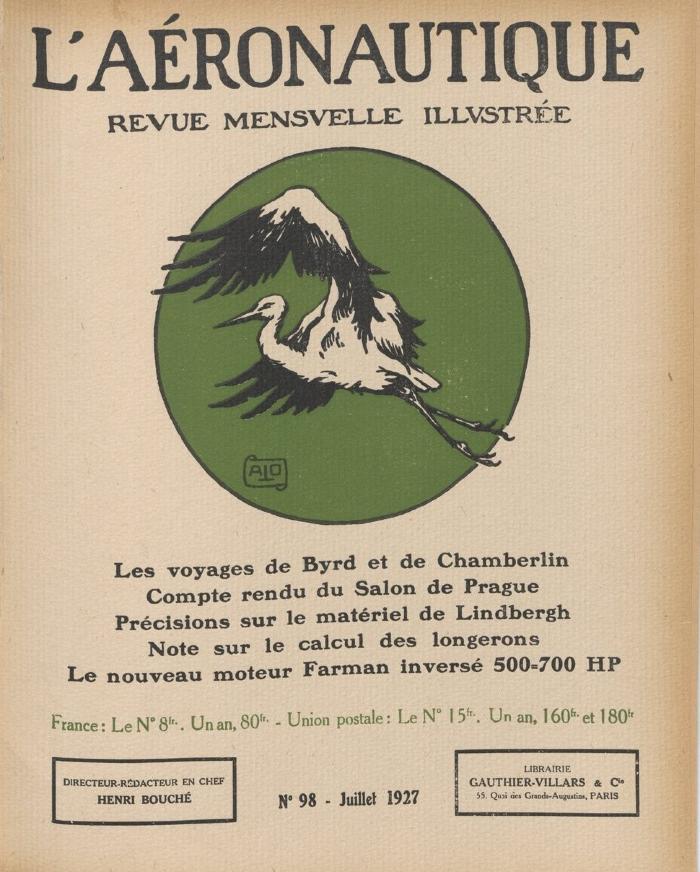 L'AÉRONAUTIQUE
REVUE MENSVELLE ILLVSTRÉE
ALO
Les voyages de Byrd et de Chamberlin
Compte rendu du Salon de Prague
Précisions sur le matériel de Lindbergh
Note sur le calcul des longerons
Le nouveau moteur Farman inversé 500-700 HP
France: Le N° 8fr. . Un an, 80fr. - Union postale: Le N° 15fr. . Un an, 160fr. et 180fr
DIRECTEUR-RÉDACTEUR EN CHEF
HENRI BOUCHÉ
N° 98 - Juillet 1927
LIBRAIRIE
GAUTHIER-VILLARS & Cie
55, Quai des Grands-Augustins, PARIS